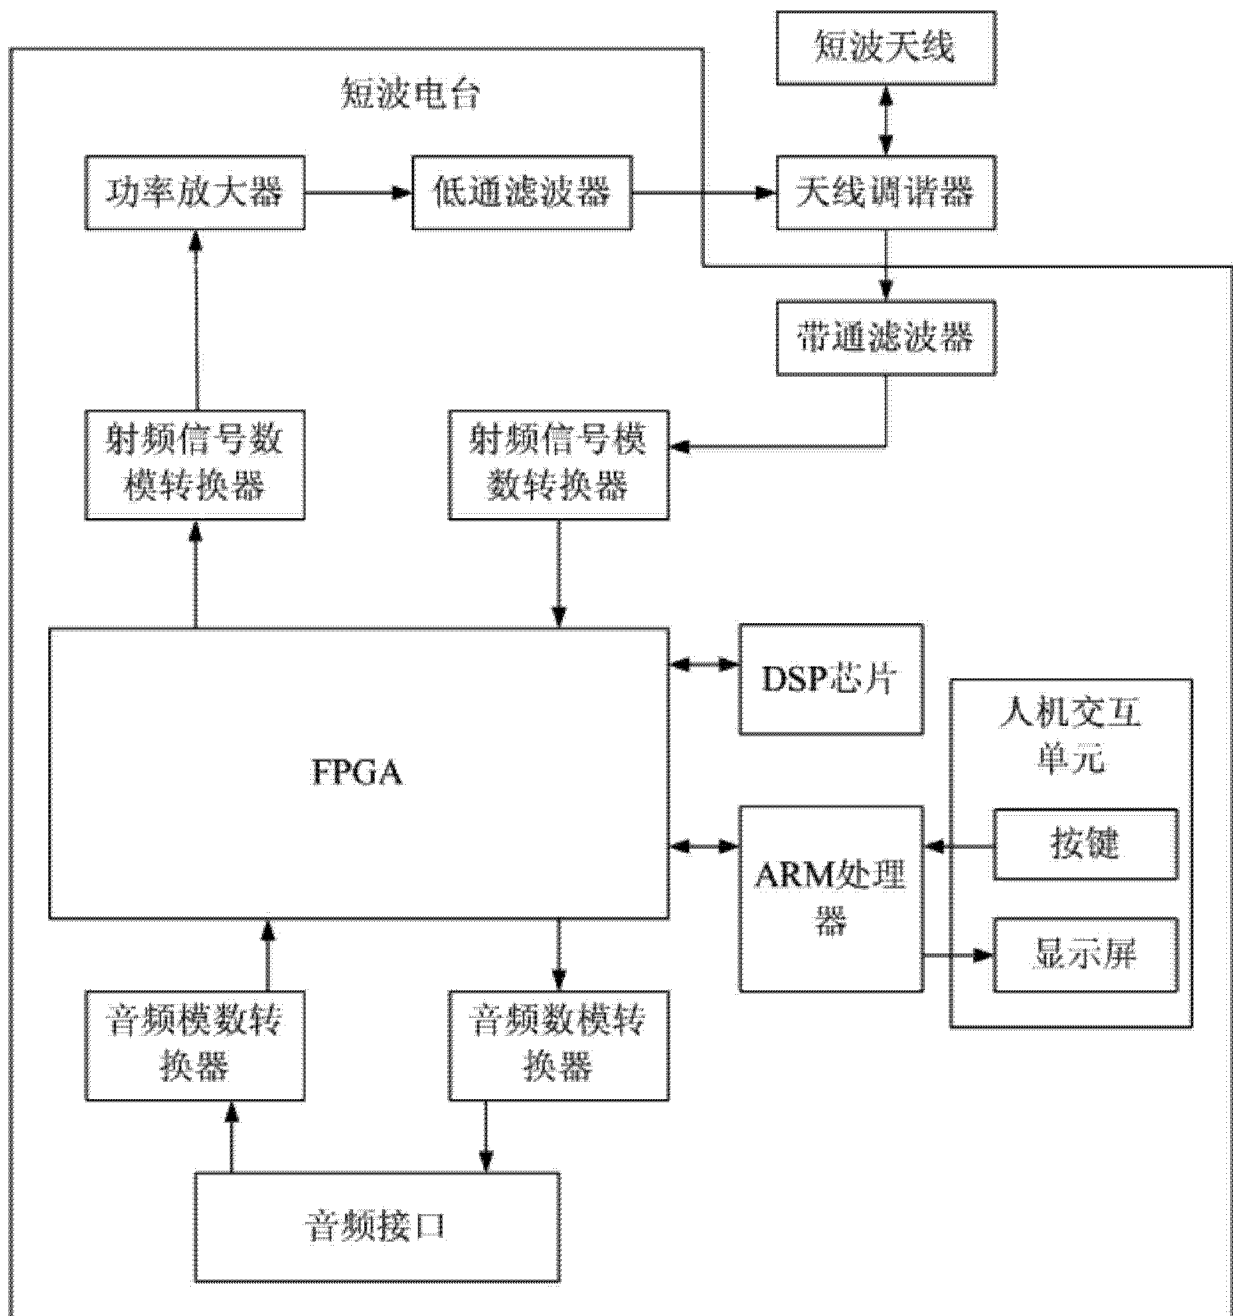 短波天线
短波电台
功率放大器
低通滤波器
天线调谐器
带通滤波器
射频信号数
模转换器
射频信号模
数转换器
DSP芯片
FPGA
人机交互
单元
按键
ARM处理
器
显示屏
音频模数转
换器
音频数模转
换器
音频接口